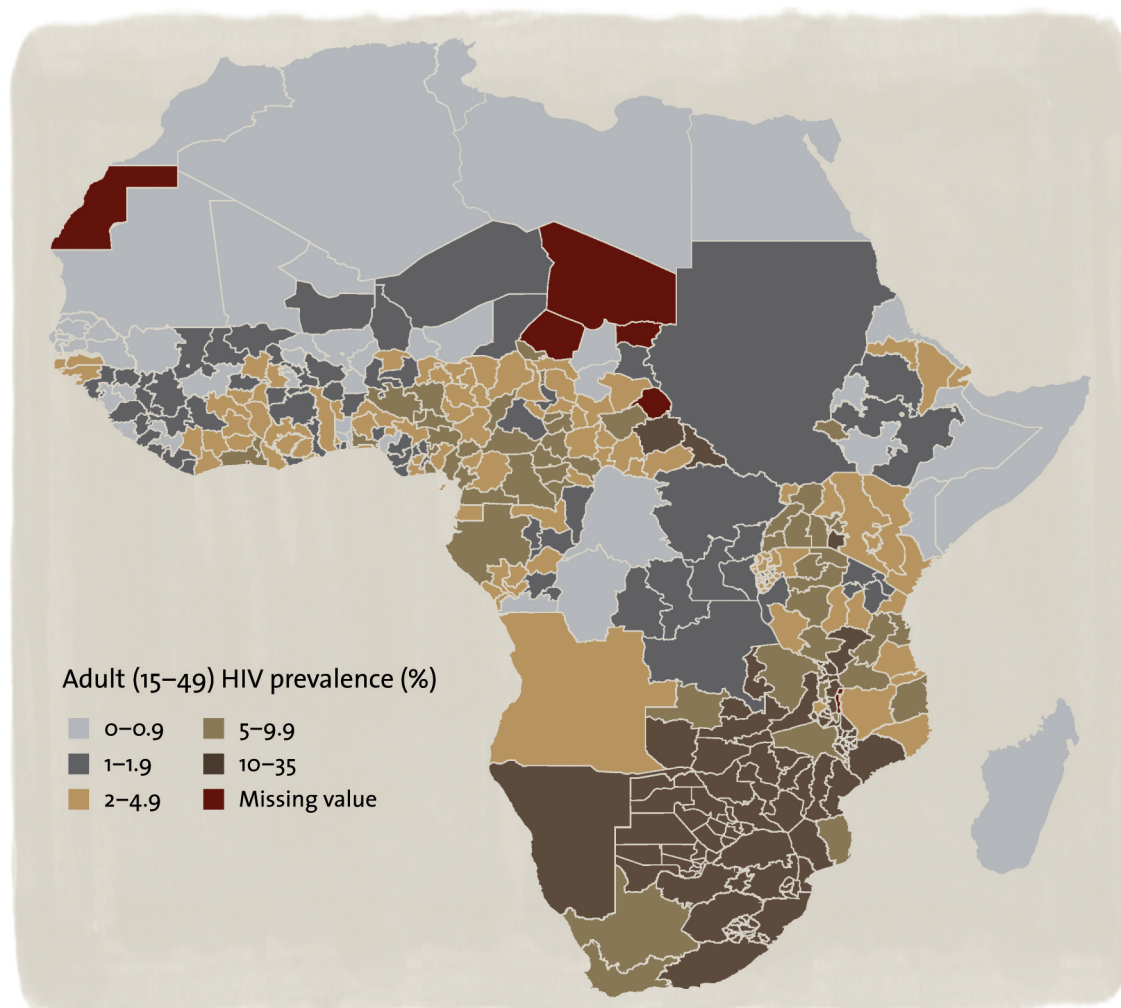 Adult (15–49) HIV prevalence (%)
0–0.9
5–9.9
1–1.9
10–35
2–4.9
Missing value